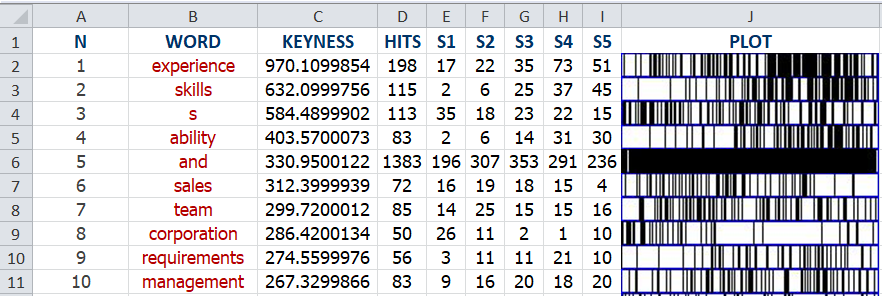 A B C D E F G H I J
1 N WORD KEYNESS HITS S1 S2 S3 S4 S5 PLOT
2 1 experience 970.1099854 198 17 22 35 73 51
3 2 skills 632.0999756 115 2 6 25 37 45
4 3 s 584.4899902 113 35 18 23 22 15
5 4 ability 403.5700073 83 2 6 14 31 30
6 5 and 330.9500122 1383 196 307 353 291 236
7 6 sales 312.3999939 72 16 19 18 15 4
8 7 team 299.7200012 85 14 25 15 15 16
9 8 corporation 286.4200134 50 26 11 2 1 10
10 9 requirements 274.5599976 56 3 11 11 21 10
11 10 management 267.3299866 83 9 16 20 18 20